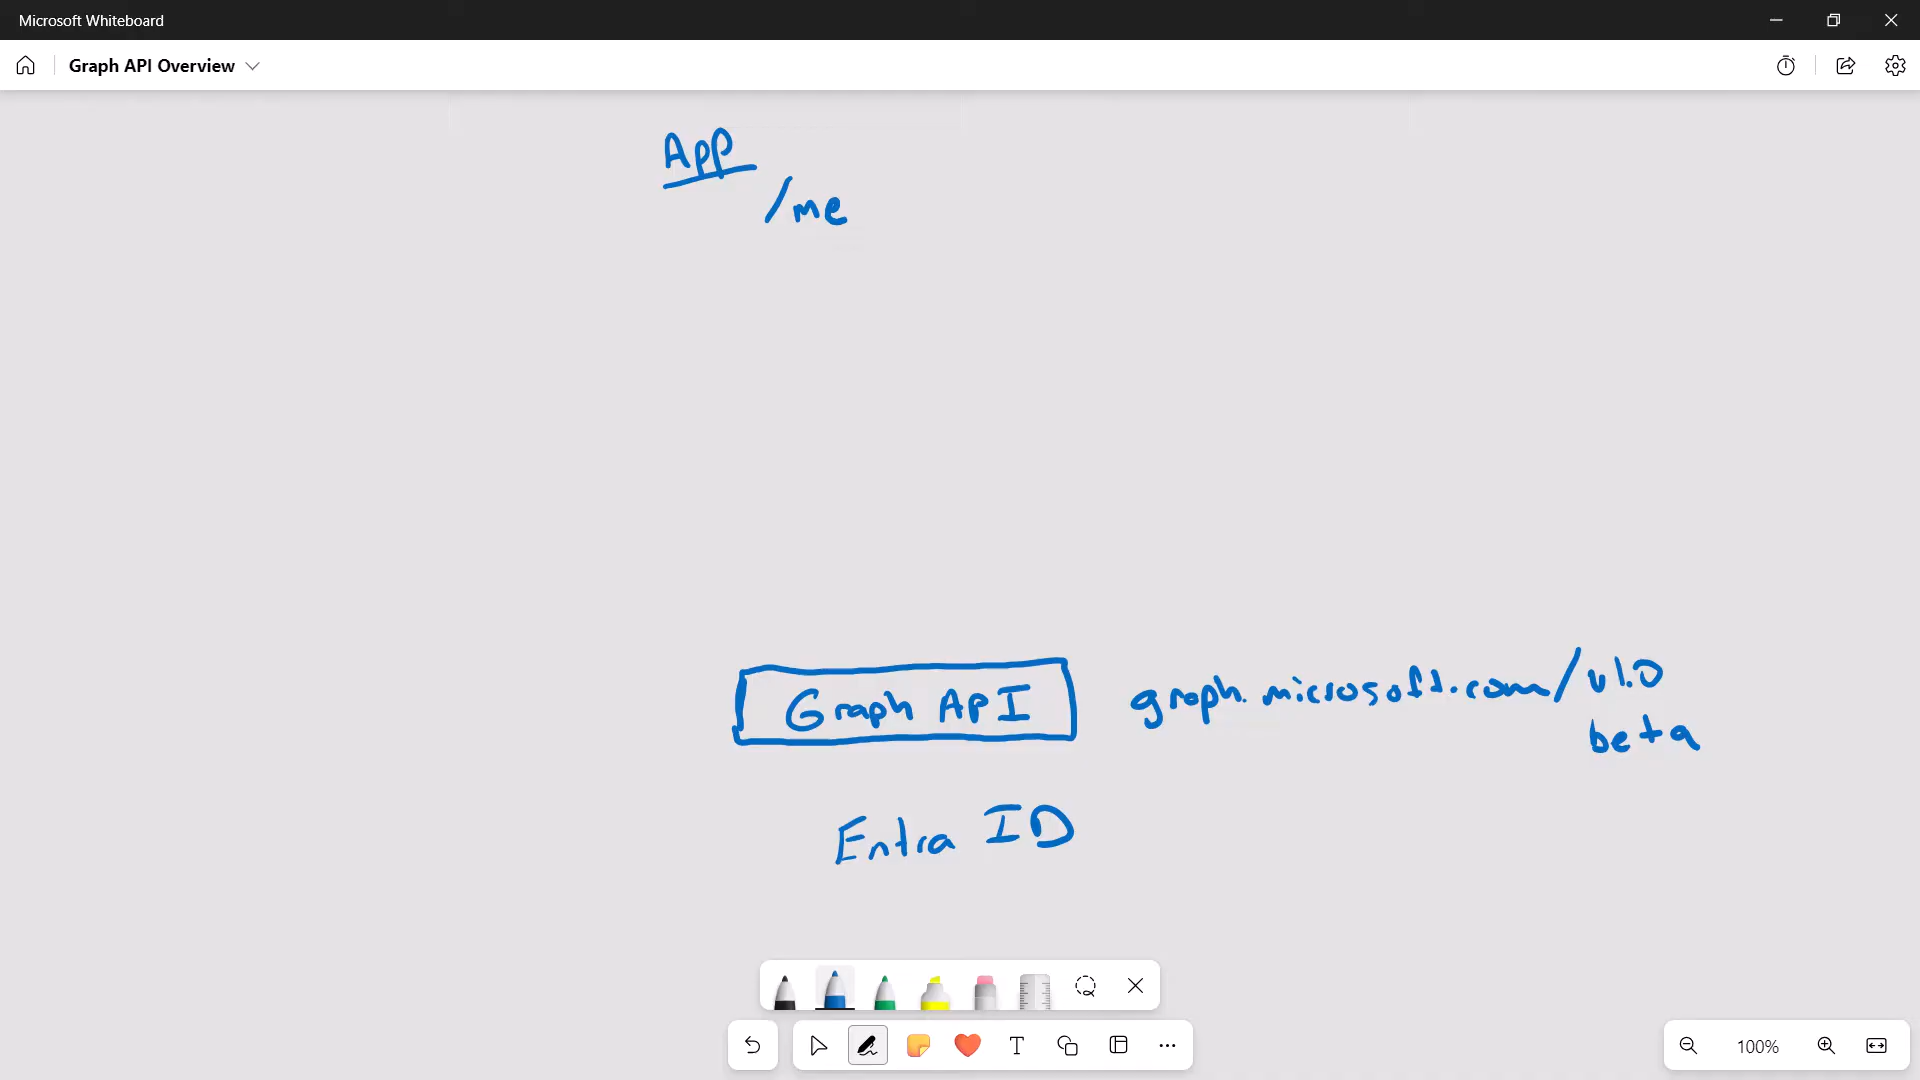 Microsoft Whiteboard
Graph API Overview
App
/me
Graph API
graph.microsoft.com/v1.0
beta
Entra ID
100%